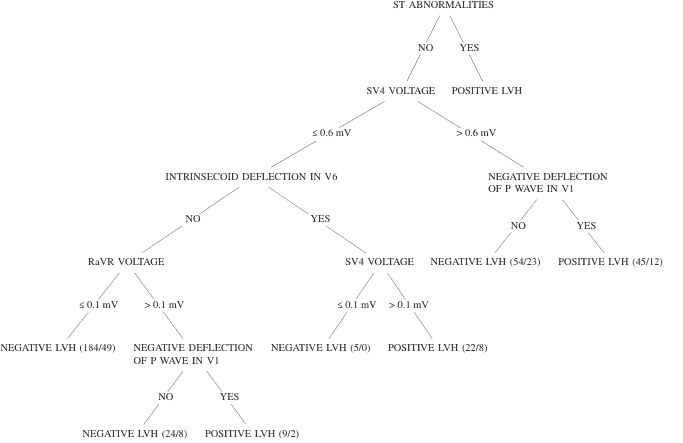 ST ABNORMALITIES
NO
YES
SV4 VOLTAGE
POSITIVE LVH
≤ 0.6 mV
> 0.6 mV
INTRINSECOID DEFLECTION IN V6
NEGATIVE DEFLECTION
OF P WAVE IN V1
NO
YES
NO
YES
RaVR VOLTAGE
SV4 VOLTAGE
NEGATIVE LVH (54/23)
POSITIVE LVH (45/12)
≤ 0.1 mV
> 0.1 mV
≤ 0.1 mV
> 0.1 mV
NEGATIVE LVH (184/49)
NEGATIVE DEFLECTION
OF P WAVE IN V1
NEGATIVE LVH (5/0)
POSITIVE LVH (22/8)
NO
YES
NEGATIVE LVH (24/8)
POSITIVE LVH (9/2)